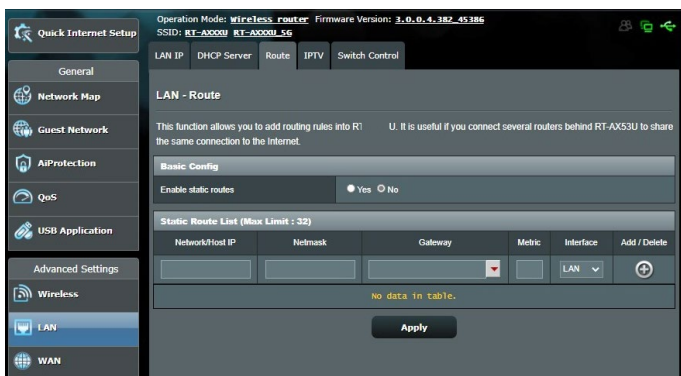 Operation Mode: Wireless router Firmware Version: 3.0.0.4.382_45386
SSID: RT-AXXXU RT-AXXXU_5G
Quick Internet Setup
General
Network Map
Guest Network
AiProtection
QoS
USB Application
Advanced Settings
Wireless
LAN
WAN
LAN IP DHCP Server Route IPTV Switch Control
LAN - Route
This function allows you to add routing rules into RT U. It is useful if you connect several routers behind RT-AX53U to share
the same connection to the Internet.
Basic Config
Enable static routes Yes No
Static Route List (Max Limit : 32)
Network/Host IP Netmask Gateway Metric Interface Add / Delete
LAN
No data in table.
Apply